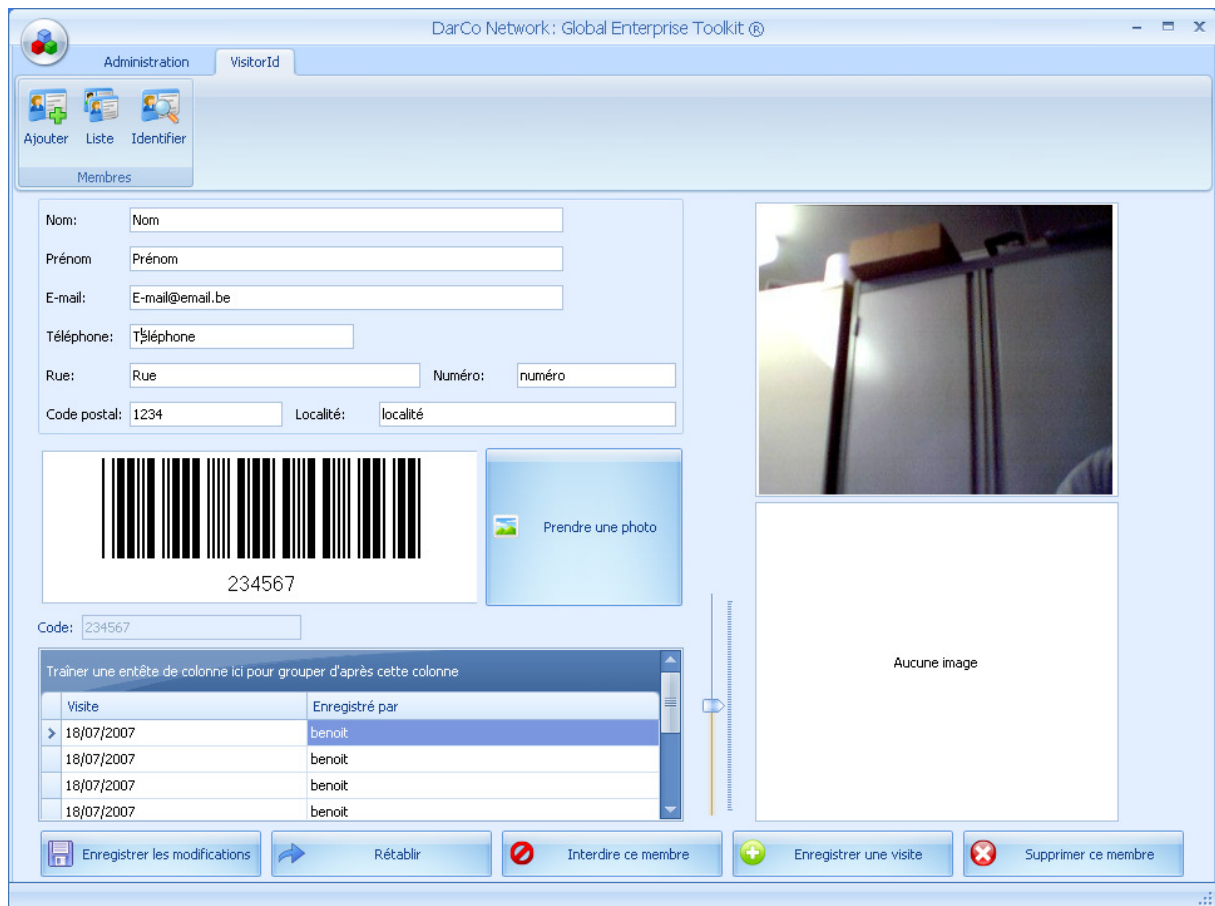 DarCo Network: Global Enterprise Toolkit ®
Administration VisitorId
Ajouter Liste Identifier
Membres
Nom: Nom
Prénom Prénom
E-mail: E-mail@email.be
Téléphone: Téléphone
Rue: Rue Numéro: numéro
Code postal: 1234 Localité: localité
234567
Prendre une photo
Code: 234567
Traîner une entête de colonne ici pour grouper d'après cette colonne
Visite Enregistré par
18/07/2007 benoit
18/07/2007 benoit
18/07/2007 benoit
18/07/2007 benoit
Aucune image
Enregistrer les modifications Rétablir Interdire ce membre Enregistrer une visite Supprimer ce membre